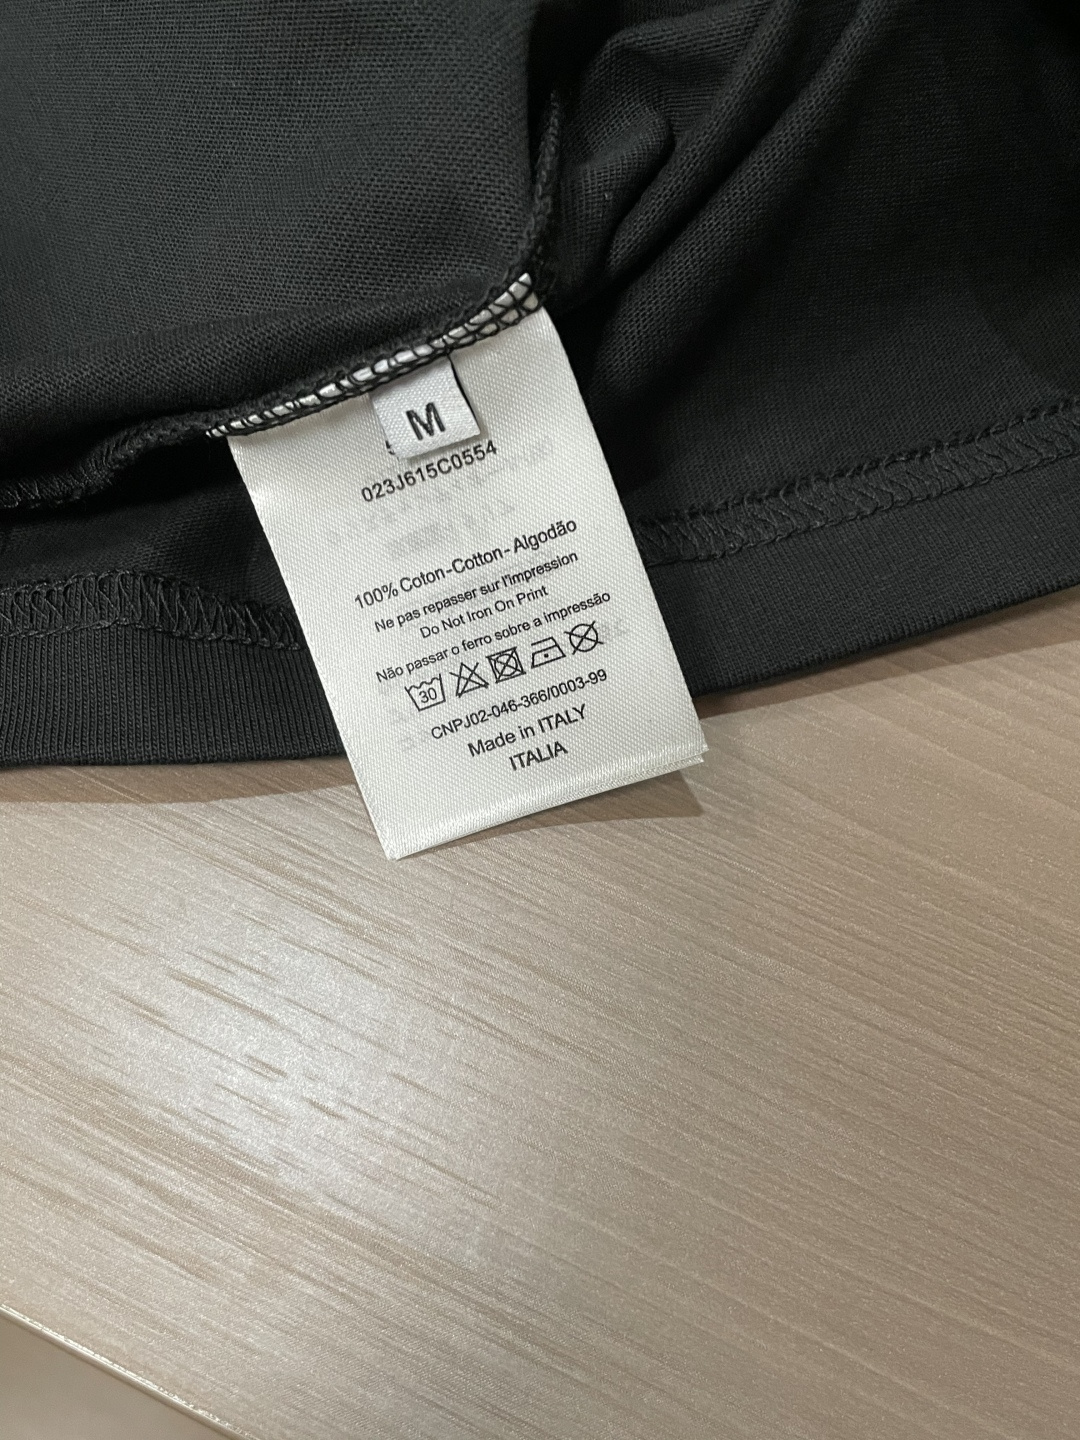 M
023J615C0554
100% Coton-Cotton-Algodão
Ne pas repasser sur l'impression
Do Not Iron On Print
Não passar o ferro sobre a impressão
30
CNPJ02-046-366/0003-99
Made in ITALY
ITALIA